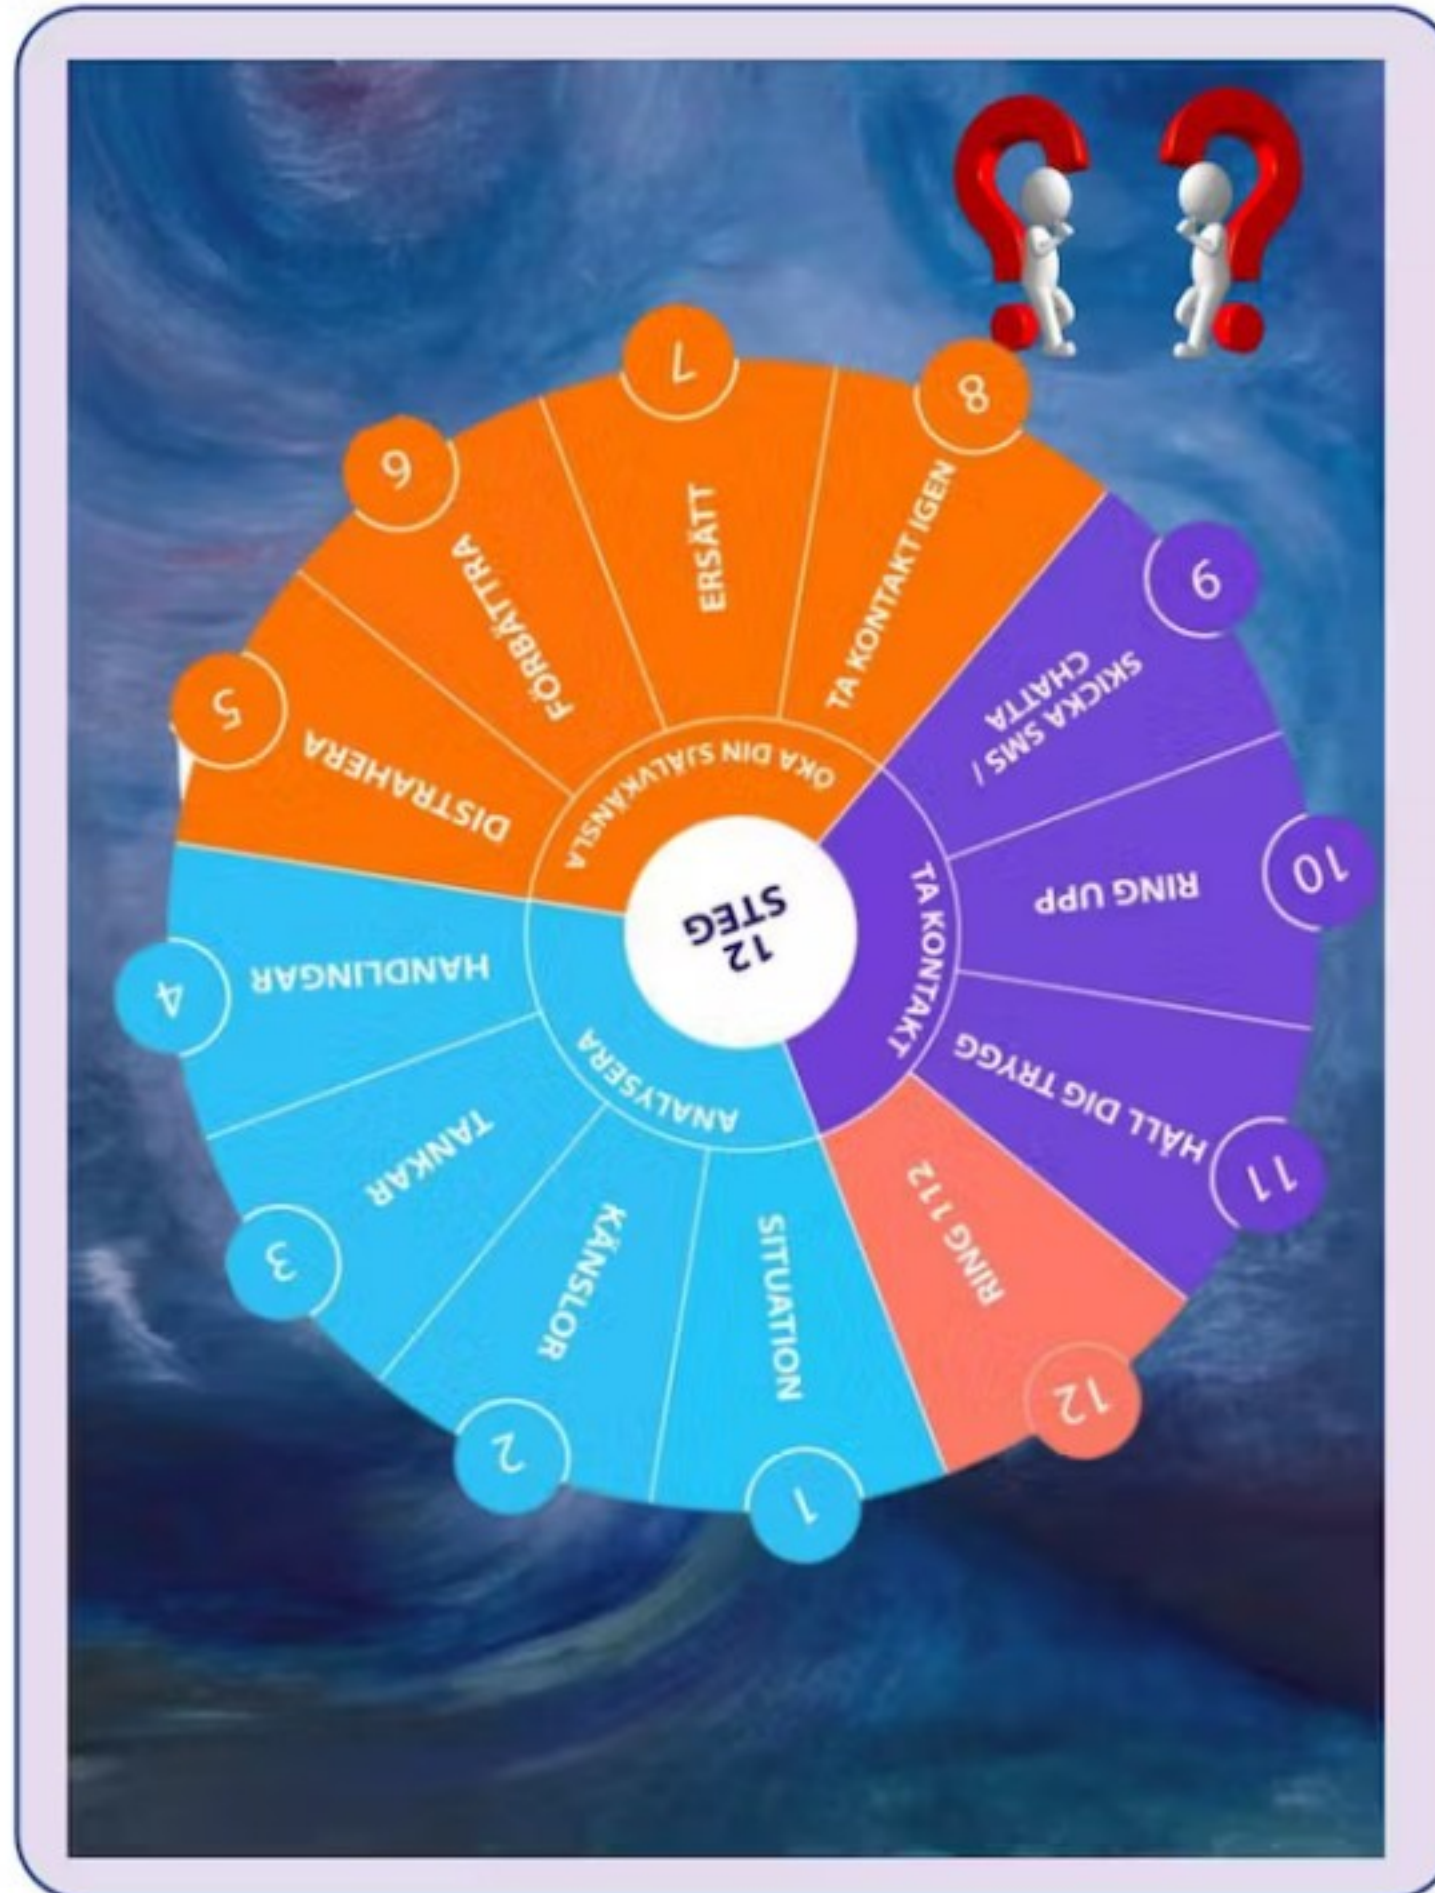 12
STEG
ANALYSERA
1
SITUATION
2
KÄNSLOR
3
TANKAR
4
HANDLINGAR
ÖKA DIN SJÄLVKÄNSLA
5
DISTRAHERA
6
FÖRBÄTTRA
7
ERSÄTT
8
TA KONTAKT IGEN
TA KONTAKT
9
SKICKA SMS /
CHATTA
10
RING UPP
11
HÅLL DIG TRYGG
12
RING 112